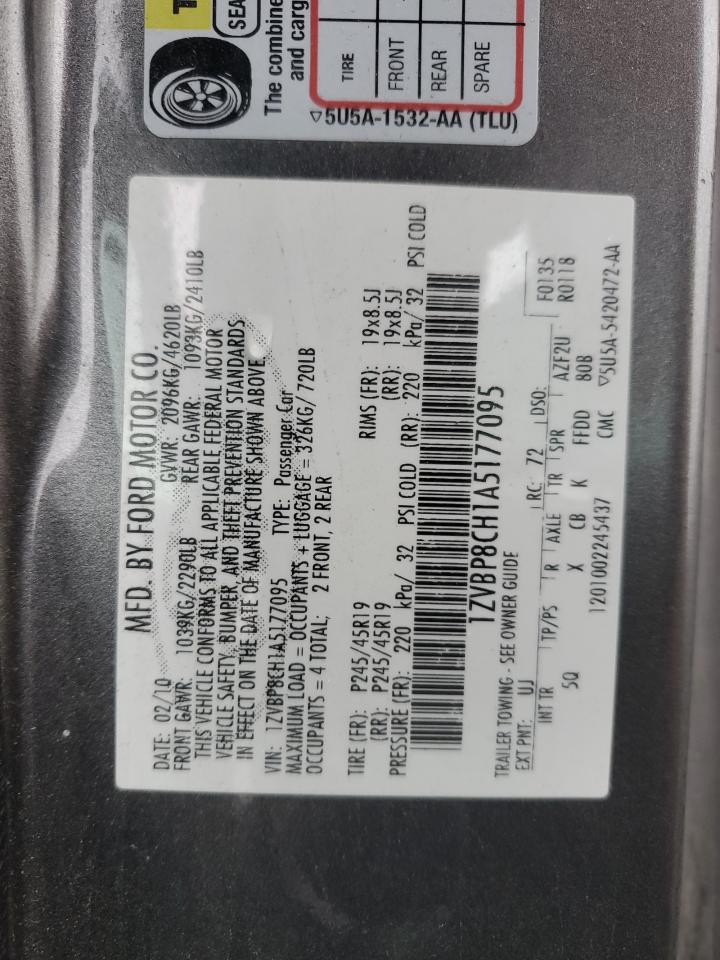 T
SEA
The combine
and carg
TIRE
FRONT
REAR
SPARE
▽5U5A-1532-AA (TLU)
MFD. BY FORD MOTOR CO.
DATE: 02/10 GVWR: 2096KG/4620LB
FRONT GAWR: 1039KG/2290LB REAR GAWR: 1093KG/2410LB
THIS VEHICLE CONFORMS TO ALL APPLICABLE FEDERAL MOTOR
VEHICLE SAFETY, BUMPER, AND THEFT PREVENTION STANDARDS
IN EFFECT ON THE DATE OF MANUFACTURE SHOWN ABOVE.
VIN: 1ZVBP8CH1A5177095 TYPE: Passenger Car
MAXIMUM LOAD = OCCUPANTS + LUGGAGE = 326KG/ 720LB
OCCUPANTS = 4 TOTAL; 2 FRONT, 2 REAR
TIRE (FR): P245/45R19 RIMS (FR): 19x8.5J
(RR): P245/45R19 (RR): 19x8.5J
PRESSURE (FR): 220 kPa/ 32 PSI COLD (RR): 220 kPa/ 32 PSI COLD
1ZVBP8CH1A5177095
TRAILER TOWING - SEE OWNER GUIDE
EXT PNT: UJ RC: 72 DSO: F0135
R0118
INT TR TP/PS R AXLE TR SPR AZF2U
5Q X CB K FFDD 80B
1201002245437 CMC ▽5U5A-5420472-AA